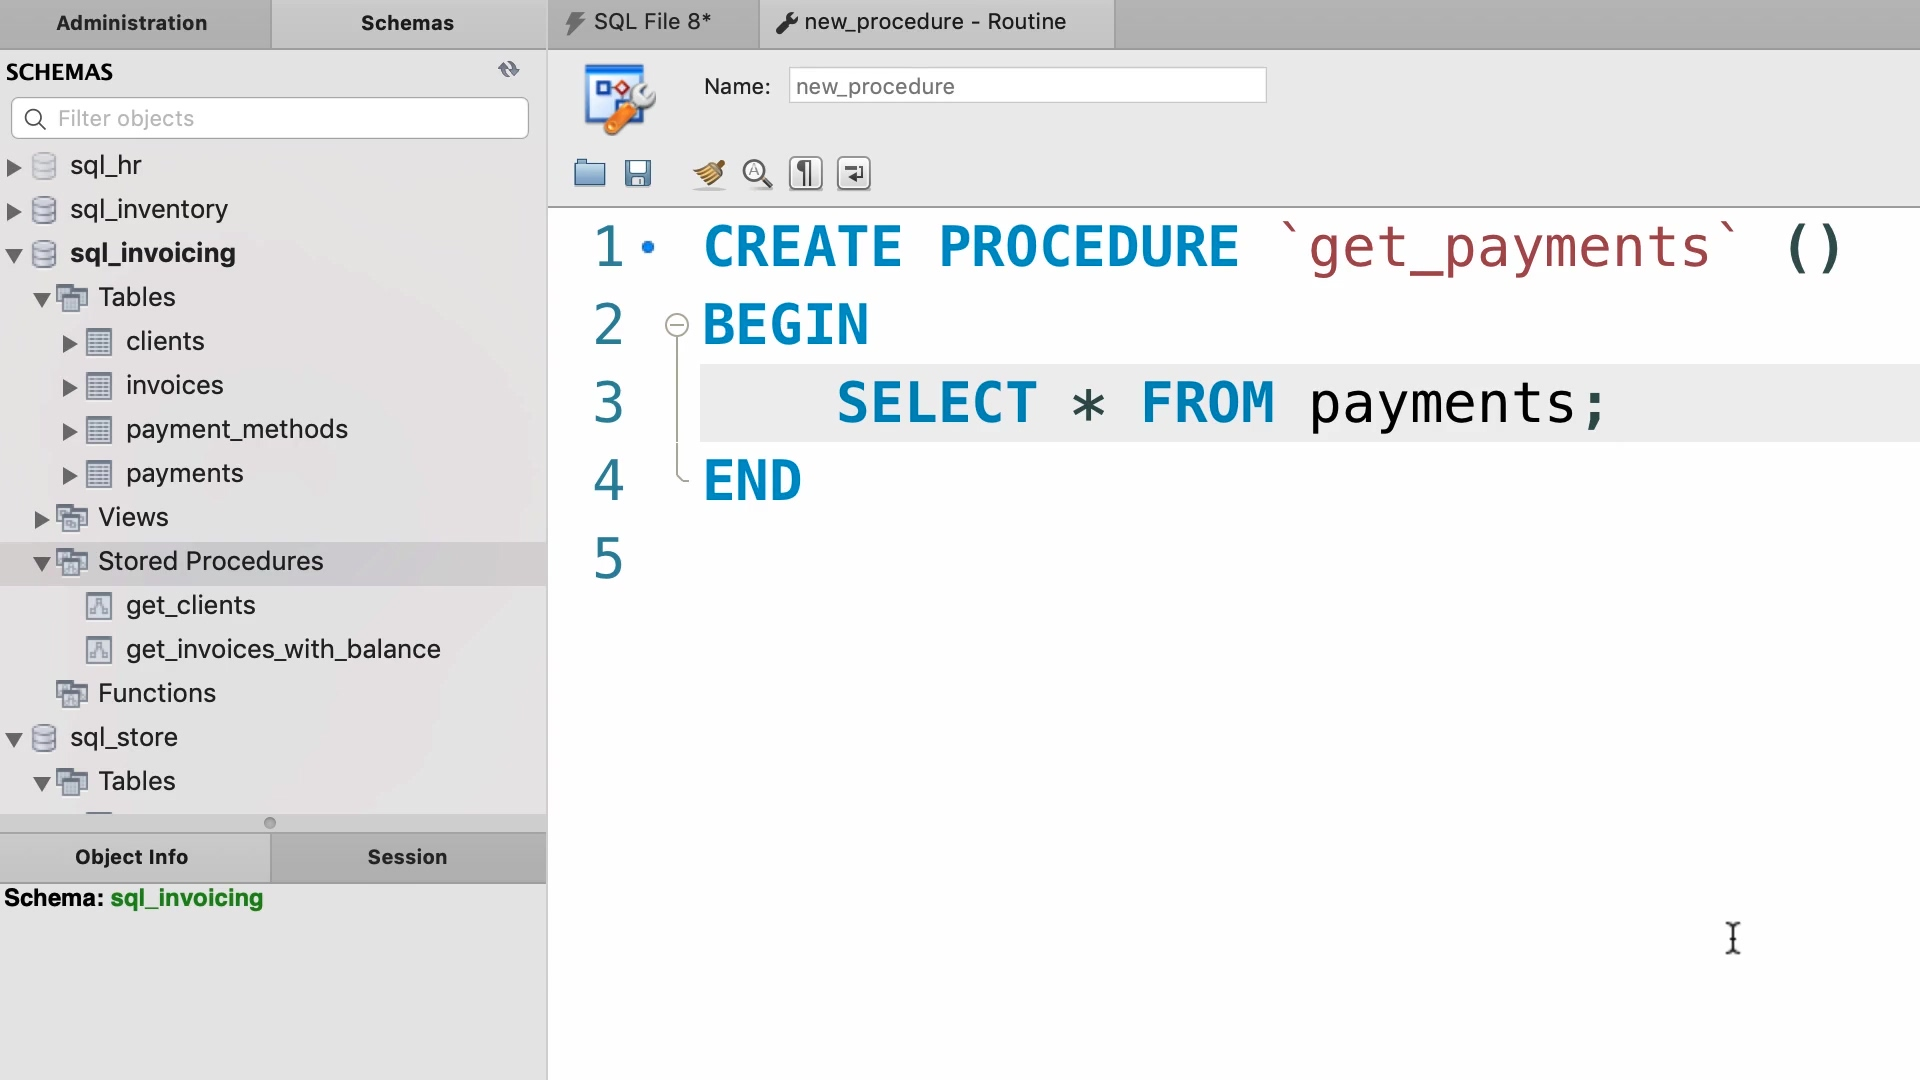 Administration
Schemas
SQL File 8*
new_procedure - Routine
SCHEMAS
Filter objects
sql_hr
sql_inventory
sql_invoicing
Tables
clients
invoices
payment_methods
payments
Views
Stored Procedures
get_clients
get_invoices_with_balance
Functions
sql_store
Tables
Object Info
Session
Schema: sql_invoicing
Name: new_procedure
1 CREATE PROCEDURE `get_payments` ()
2 BEGIN
3 SELECT * FROM payments;
4 END
5